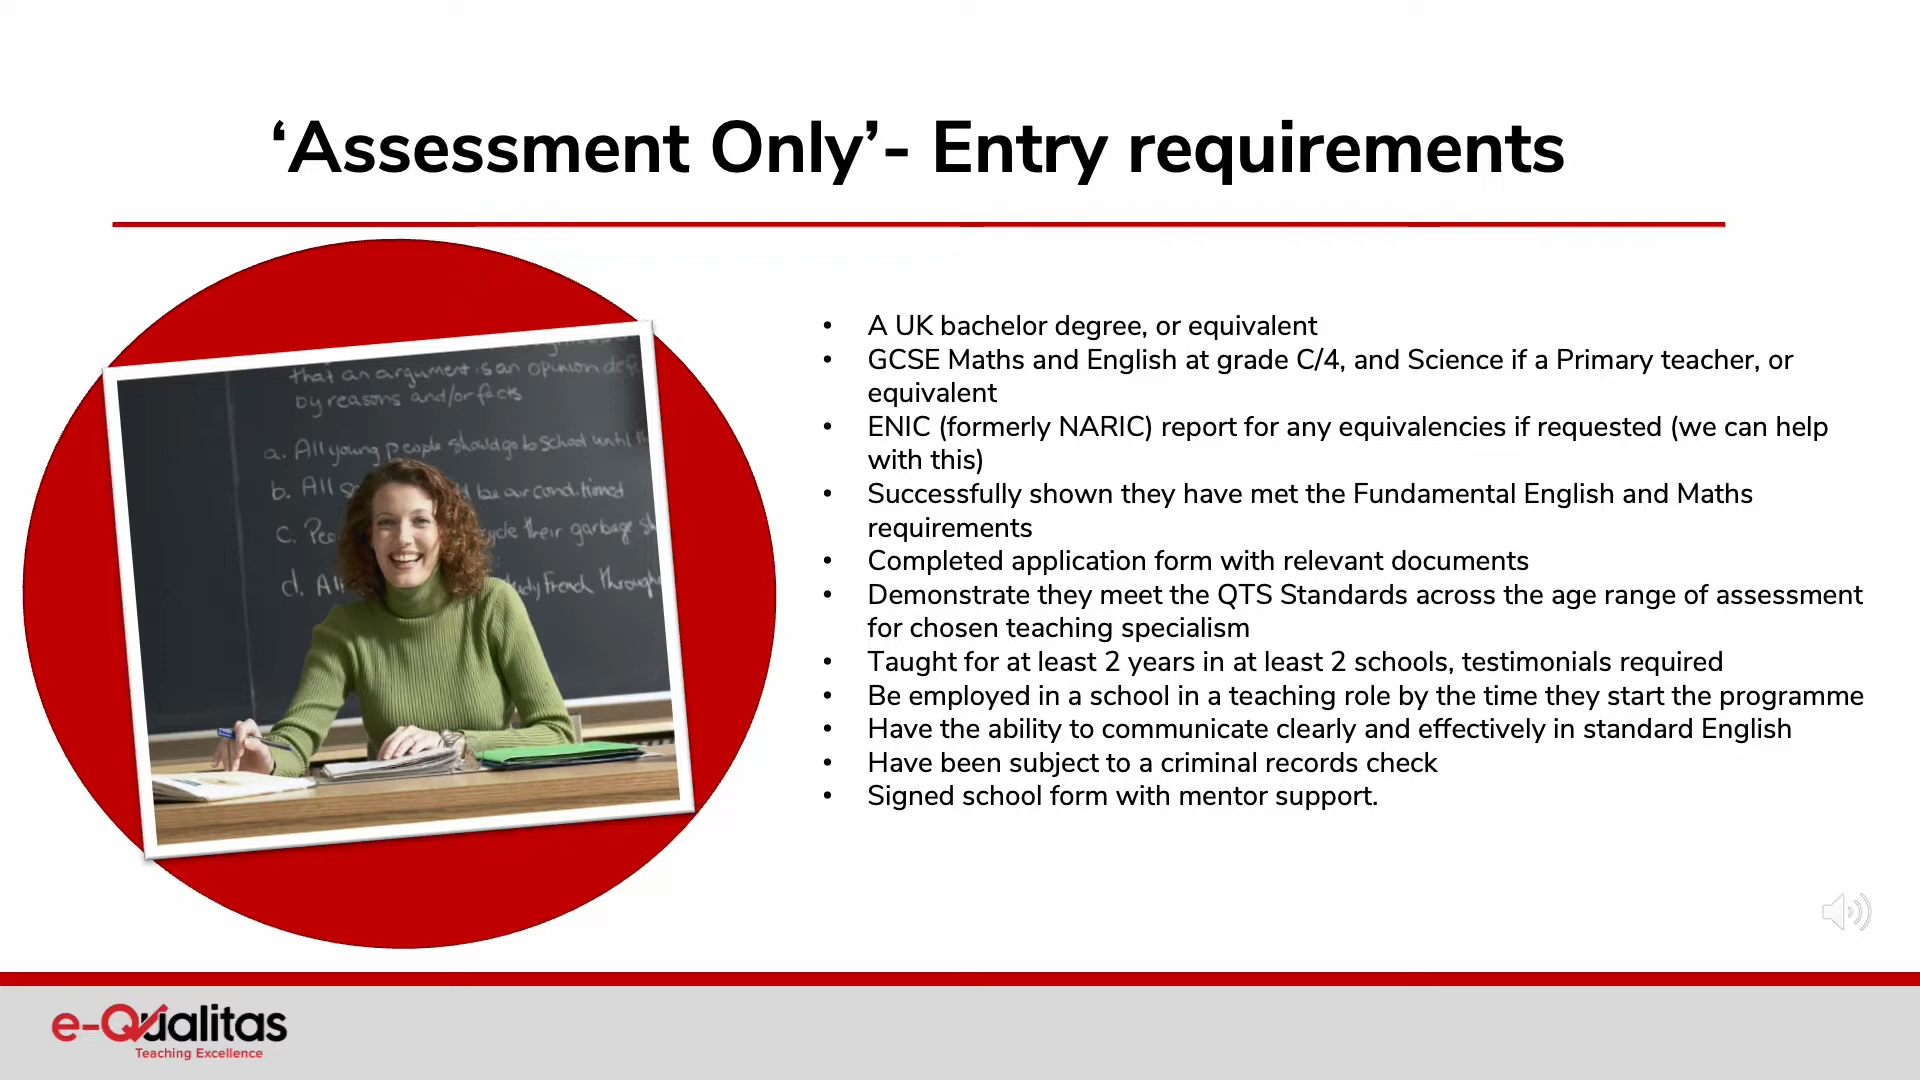 ‘Assessment Only’- Entry requirements
that an argument is an opinion
by reasons and/or facts
a. All young people should go to school until
b. All be air conditioned
c. their garbage
d. French through
• A UK bachelor degree, or equivalent
• GCSE Maths and English at grade C/4, and Science if a Primary teacher, or
equivalent
• ENIC (formerly NARIC) report for any equivalencies if requested (we can help
with this)
• Successfully shown they have met the Fundamental English and Maths
requirements
• Completed application form with relevant documents
• Demonstrate they meet the QTS Standards across the age range of assessment
for chosen teaching specialism
• Taught for at least 2 years in at least 2 schools, testimonials required
• Be employed in a school in a teaching role by the time they start the programme
• Have the ability to communicate clearly and effectively in standard English
• Have been subject to a criminal records check
• Signed school form with mentor support.
e-Qualitas
Teaching Excellence